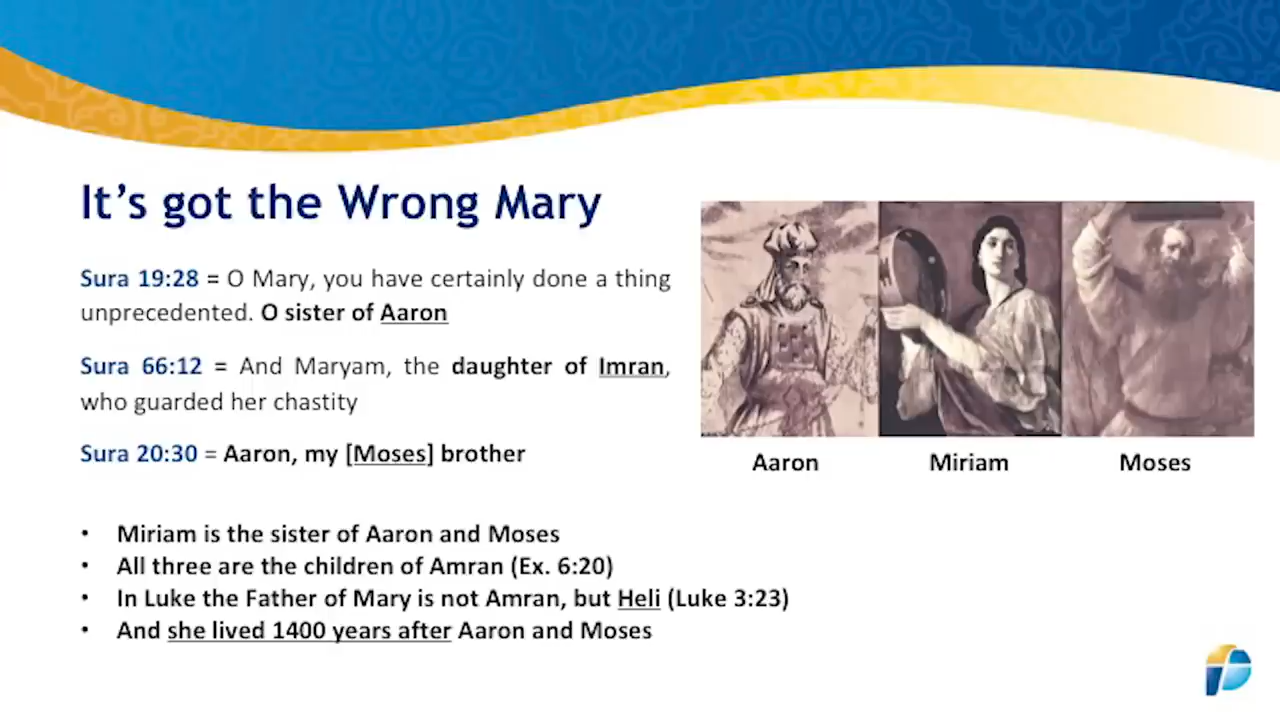 It's got the Wrong Mary
Sura 19:28 = O Mary, you have certainly done a thing
unprecedented. O sister of Aaron
Sura 66:12 = And Maryam, the daughter of Imran,
who guarded her chastity
Sura 20:30 = Aaron, my [Moses] brother
Aaron
Miriam
Moses
• Miriam is the sister of Aaron and Moses
• All three are the children of Amran (Ex. 6:20)
• In Luke the Father of Mary is not Amran, but Heli (Luke 3:23)
• And she lived 1400 years after Aaron and Moses